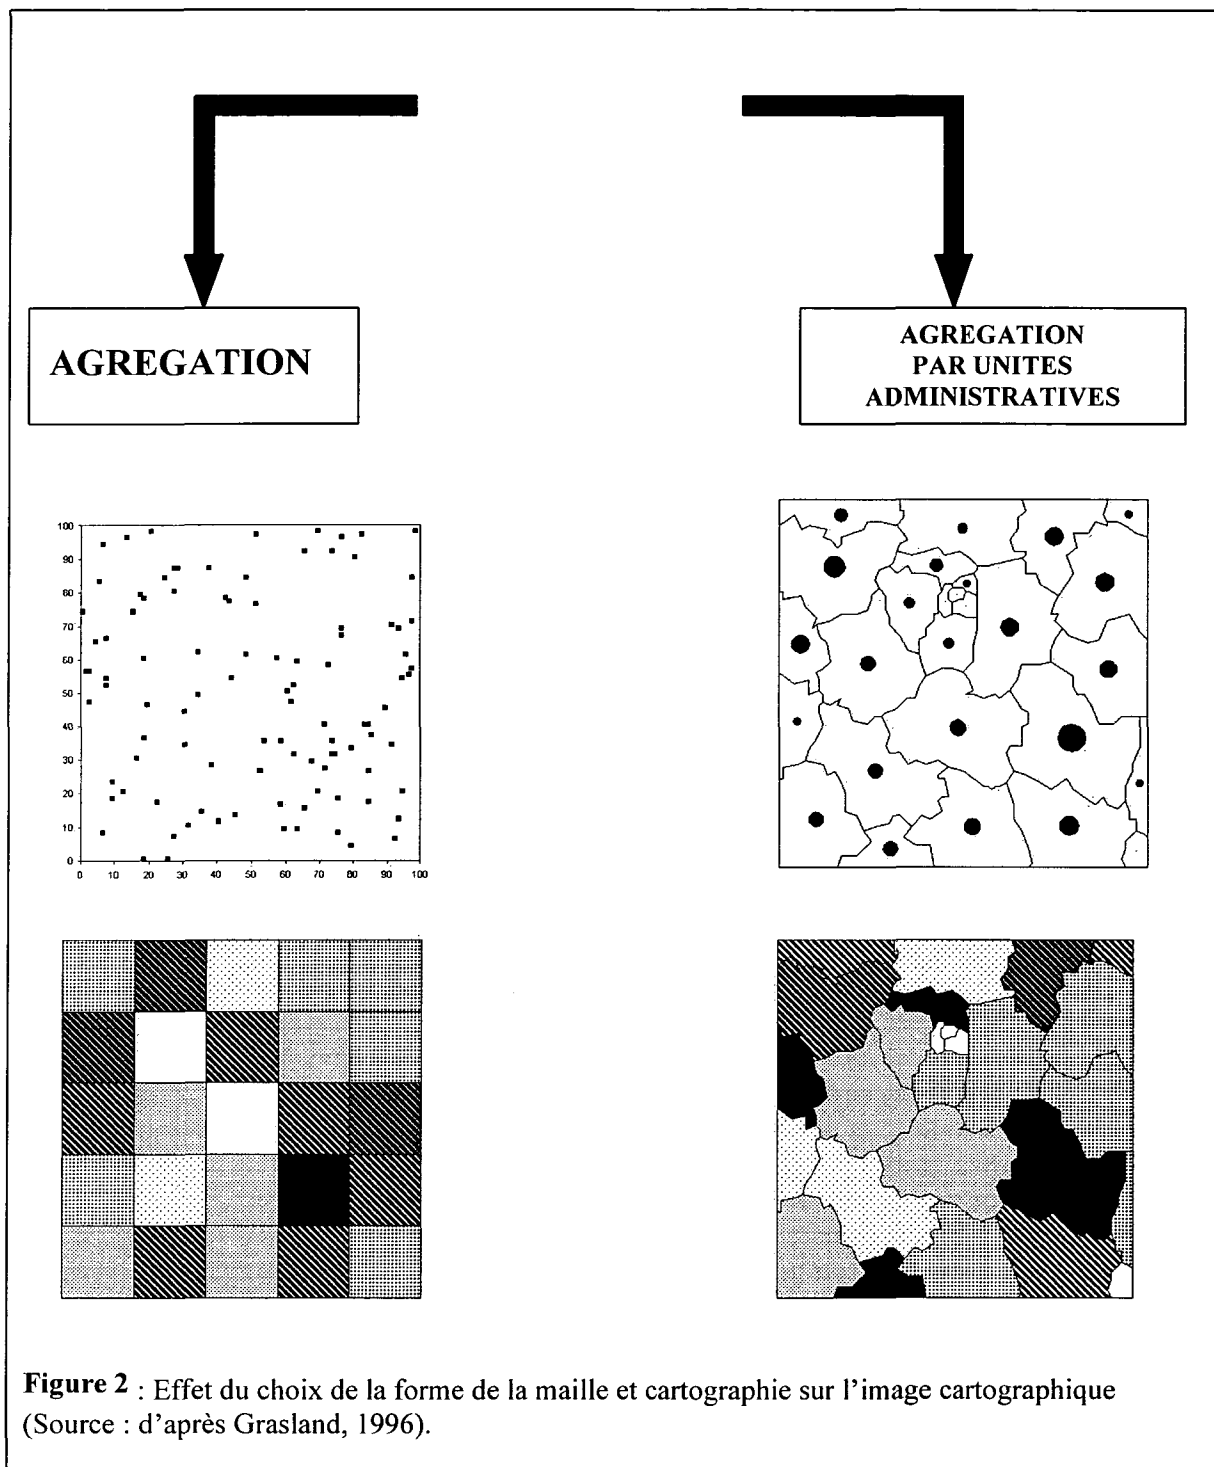 AGREGATION
AGREGATION
PAR UNITES
ADMINISTRATIVES
100
90
80
70
60
50
40
30
20
10
0
0 10 20 30 40 50 60 70 80 90 100
Figure 2 : Effet du choix de la forme de la maille et cartographie sur l'image cartographique
(Source : d'après Grasland, 1996).